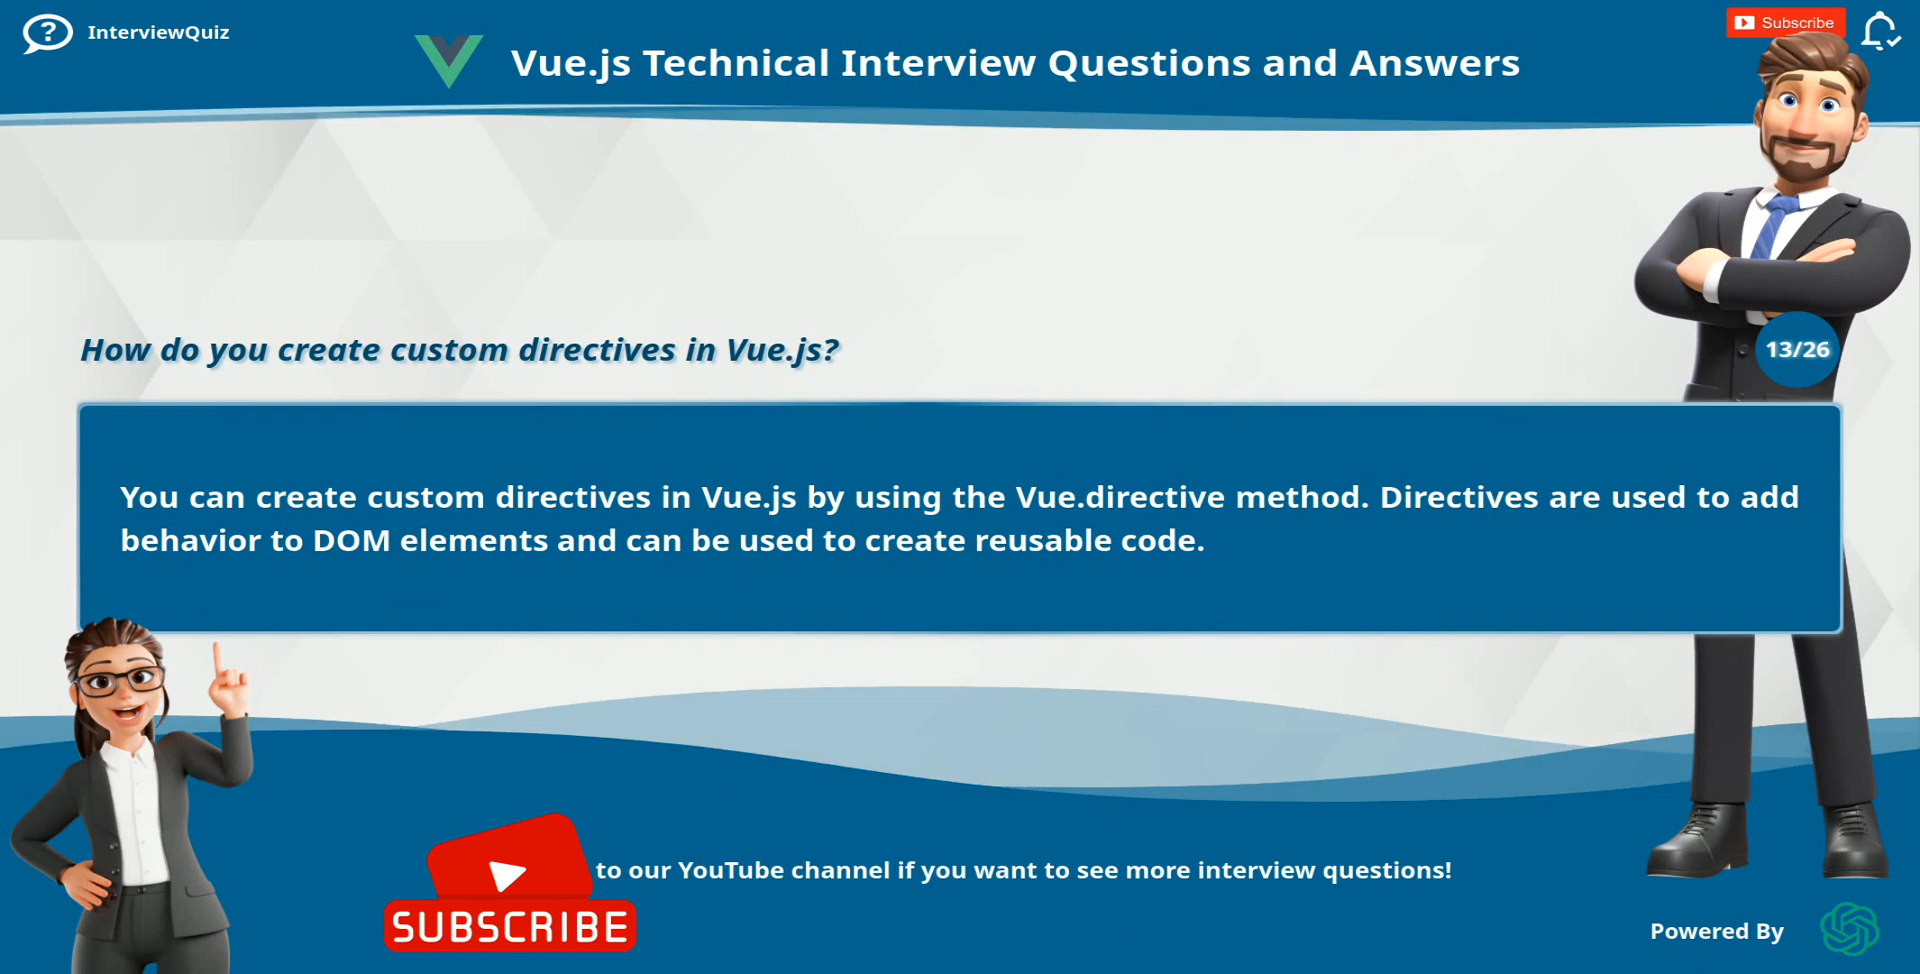 ?
InterviewQuiz
Subscribe
Vue.js Technical Interview Questions and Answers
How do you create custom directives in Vue.js?
13/26
You can create custom directives in Vue.js by using the Vue.directive method. Directives are used to add
behavior to DOM elements and can be used to create reusable code.
to our YouTube channel if you want to see more interview questions!
SUBSCRIBE
Powered By